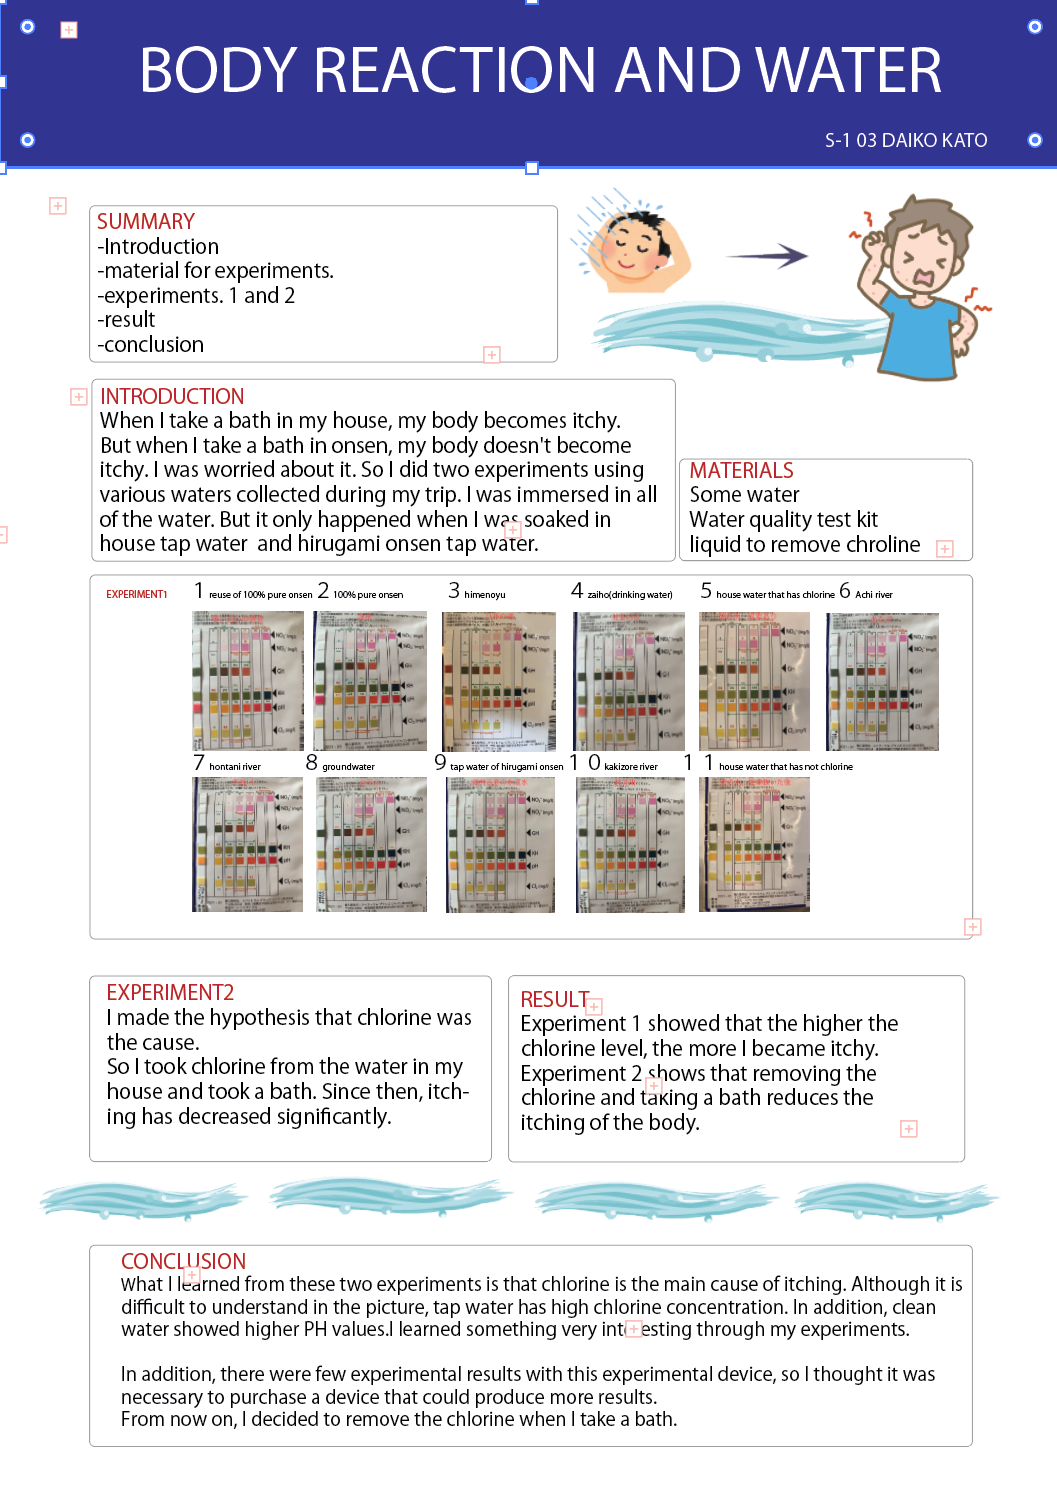 BODY REACTION AND WATER
S-1 03 DAIKO KATO
SUMMARY
-Introduction
-material for experiments.
-experiments. 1 and 2
-result
-conclusion
INTRODUCTION
When I take a bath in my house, my body becomes itchy.
But when I take a bath in onsen, my body doesn't become
itchy. I was worried about it. So I did two experiments using
various waters collected during my trip. I was immersed in all
of the water. But it only happened when I was soaked in
house tap water and hirugami onsen tap water.
MATERIALS
Some water
Water quality test kit
liquid to remove chroline
EXPERIMENT1
1 reuse of 100% pure onsen
2 100% pure onsen
3 himenoyu
4 zaiho(drinking water)
5 house water that has chlorine
6 Achi river
7 hontani river
8 groundwater
9 tap water of hirugami onsen
1 0 kakizore river
1 1 house water that has not chlorine
EXPERIMENT2
I made the hypothesis that chlorine was
the cause.
So I took chlorine from the water in my
house and took a bath. Since then, itch-
ing has decreased significantly.
RESULT
Experiment 1 showed that the higher the
chlorine level, the more I became itchy.
Experiment 2 shows that removing the
chlorine and taking a bath reduces the
itching of the body.
CONCLUSION
What I learned from these two experiments is that chlorine is the main cause of itching. Although it is
difficult to understand in the picture, tap water has high chlorine concentration. In addition, clean
water showed higher PH values.I learned something very interesting through my experiments.
In addition, there were few experimental results with this experimental device, so I thought it was
necessary to purchase a device that could produce more results.
From now on, I decided to remove the chlorine when I take a bath.